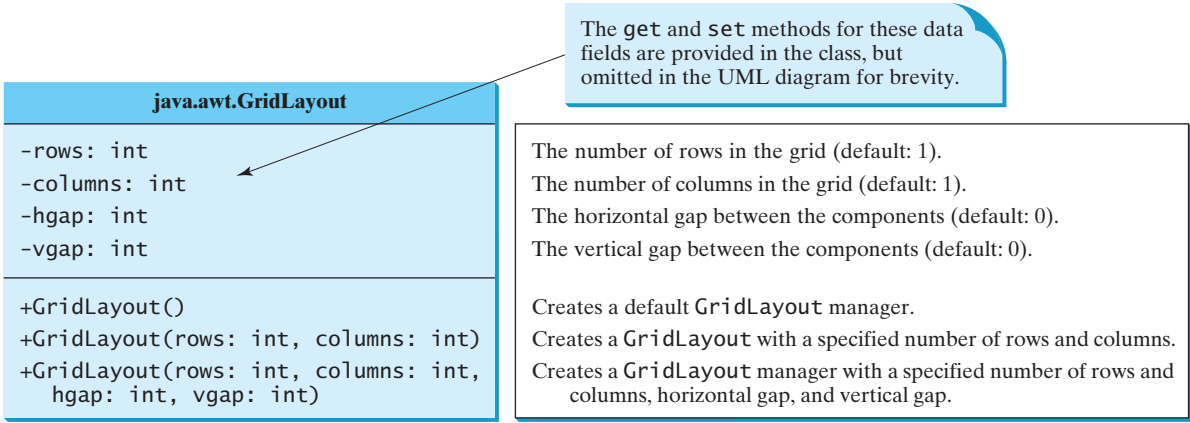 The get and set methods for these data
fields are provided in the class, but
omitted in the UML diagram for brevity.
java.awt.GridLayout
-rows: int
-columns: int
-hgap: int
-vgap: int
The number of rows in the grid (default: 1).
The number of columns in the grid (default: 1).
The horizontal gap between the components (default: 0).
The vertical gap between the components (default: 0).
+GridLayout()
+GridLayout(rows: int, columns: int)
+GridLayout(rows: int, columns: int,
hgap: int, vgap: int)
Creates a default GridLayout manager.
Creates a GridLayout with a specified number of rows and columns.
Creates a GridLayout manager with a specified number of rows and
columns, horizontal gap, and vertical gap.